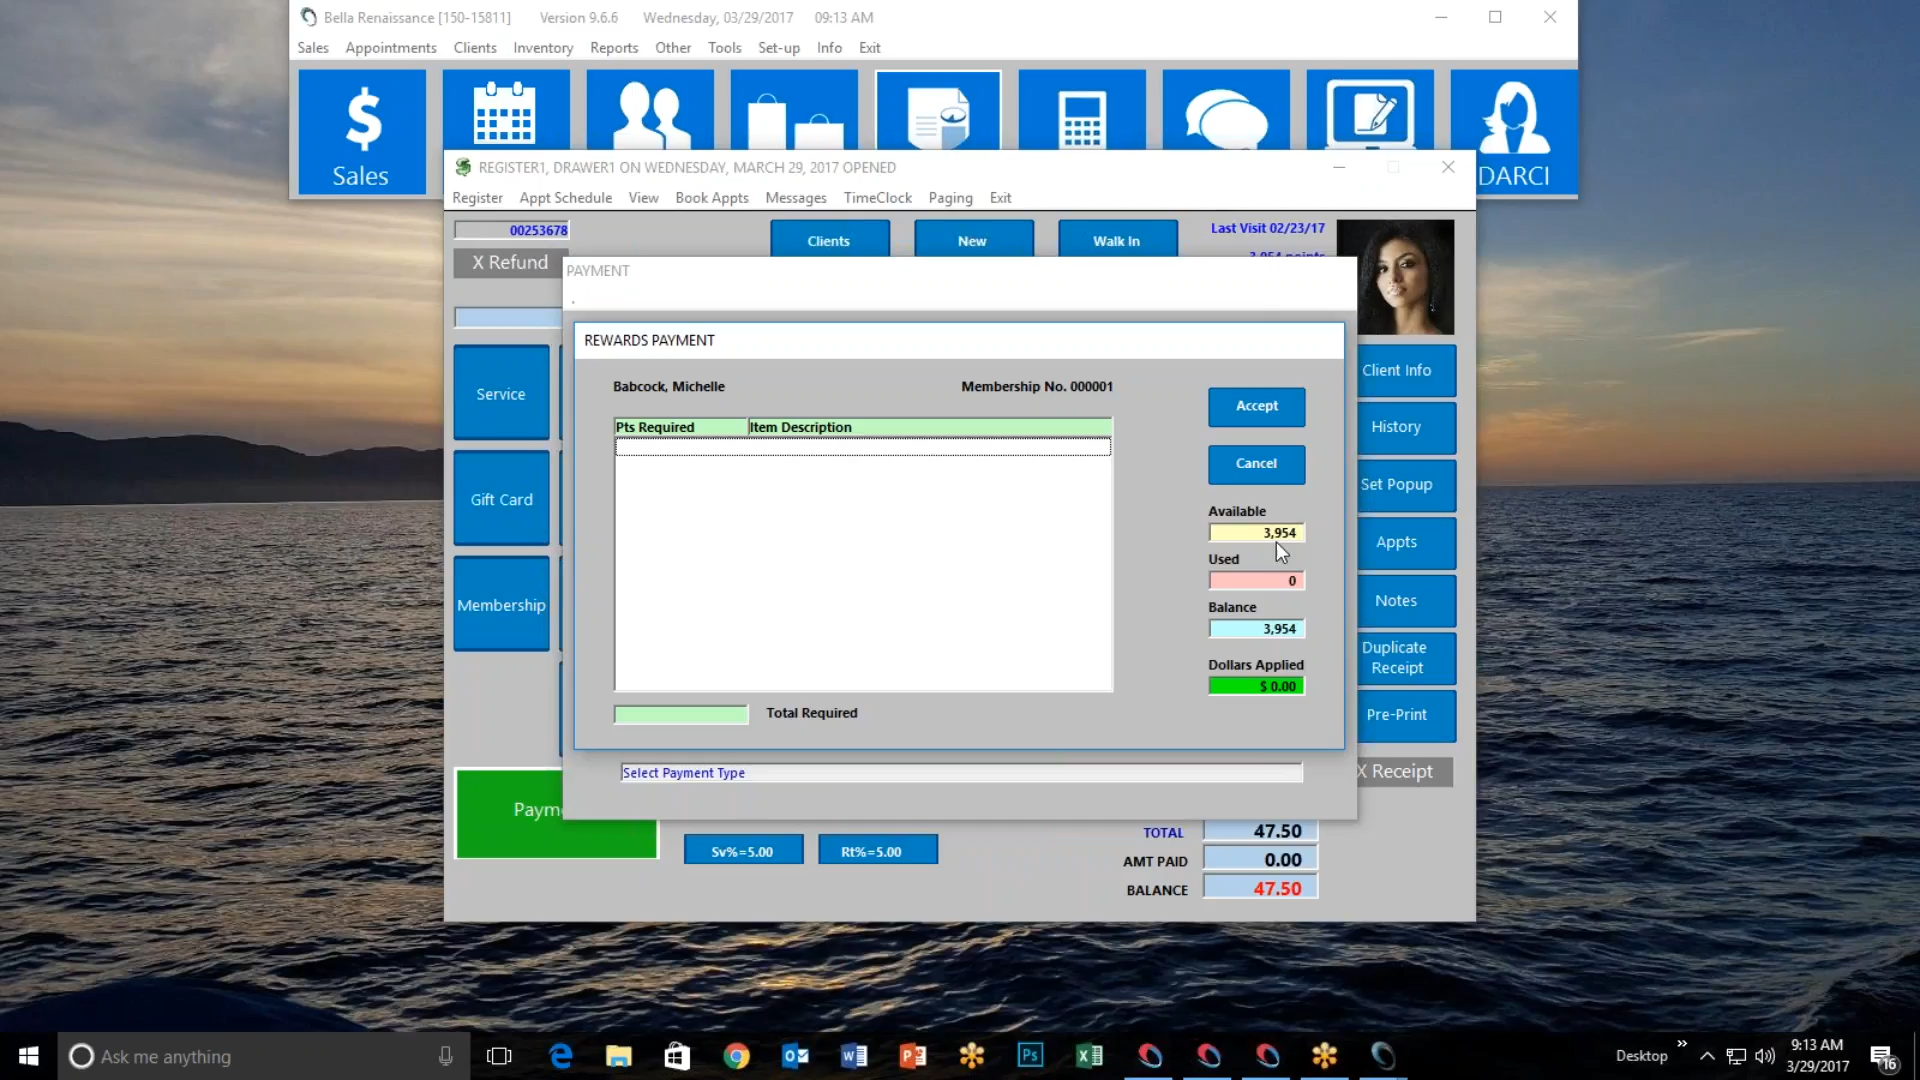 Bella Renaissance [150-15811] Version 9.6.6 Wednesday, 03/29/2017 09:13 AM
Sales Appointments Clients Inventory Reports Other Tools Set-up Info Exit
Sales
DARCI
REGISTER1, DRAWER1 ON WEDNESDAY, MARCH 29, 2017 OPENED
Register Appt Schedule View Book Appts Messages TimeClock Paging Exit
00253678
Clients New Walk In
Last Visit 02/23/17
3,954 points
X Refund
PAYMENT
.
REWARDS PAYMENT
Babcock, Michelle Membership No. 000001
Pts Required Item Description
Accept
Cancel
Available
3,954
Used
0
Balance
3,954
Dollars Applied
$ 0.00
Total Required
Select Payment Type
Service
Gift Card
Membership
Client Info
History
Set Popup
Appts
Notes
Duplicate
Receipt
Pre-Print
X Receipt
Paym
Sv%=5.00 Rt%=5.00
TOTAL 47.50
AMT PAID 0.00
BALANCE 47.50
Ask me anything
Desktop
9:13 AM
3/29/2017
16